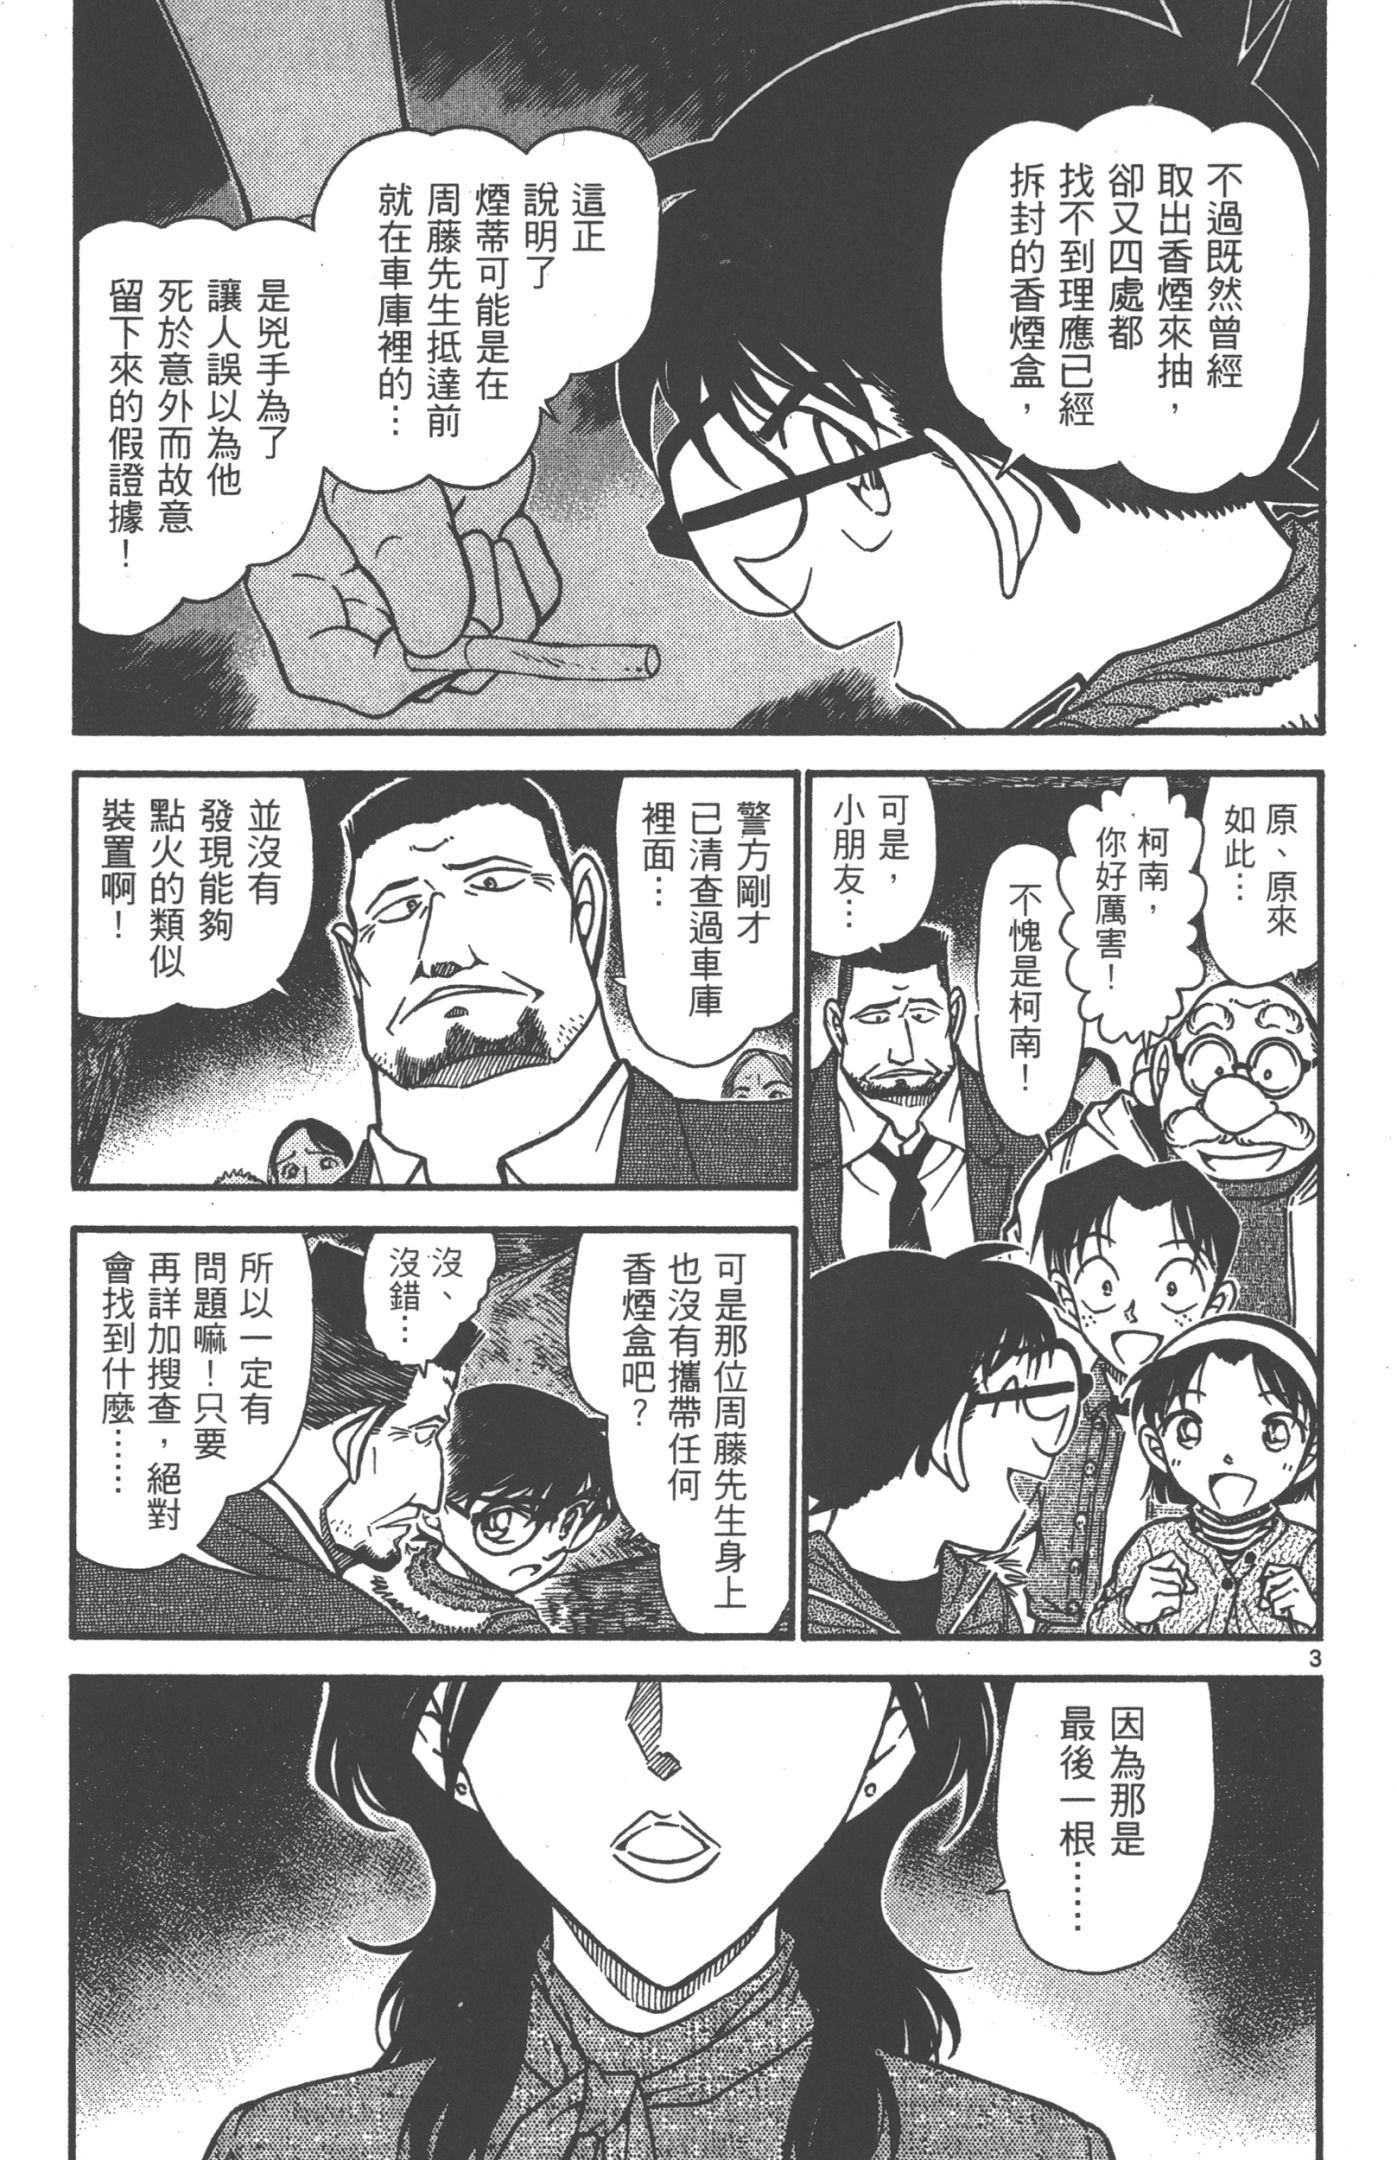 不過既然曾經
取出香煙來抽，
卻又四處都
找不到理應已經
拆封的香煙盒，
這正
說明了
煙蒂可能是在
周藤先生抵達前
就在車庫裡的…
是兇手為了
讓人誤以為他
死於意外而故意
留下來的假證據！
原、原來
如此…
柯南，
你好厲害！
不愧是柯南！
可是，
小朋友…
警方剛才
已清查過車庫
裡面…
並沒有
發現能夠
點火的類似
裝置啊！
可是那位周藤先生身上
也沒有攜帶任何
香煙盒吧？
沒、
沒錯…
所以一定有
問題嘛！只要
再詳加搜查，絕對
會找到什麼……
3
因為那是
最後一根……